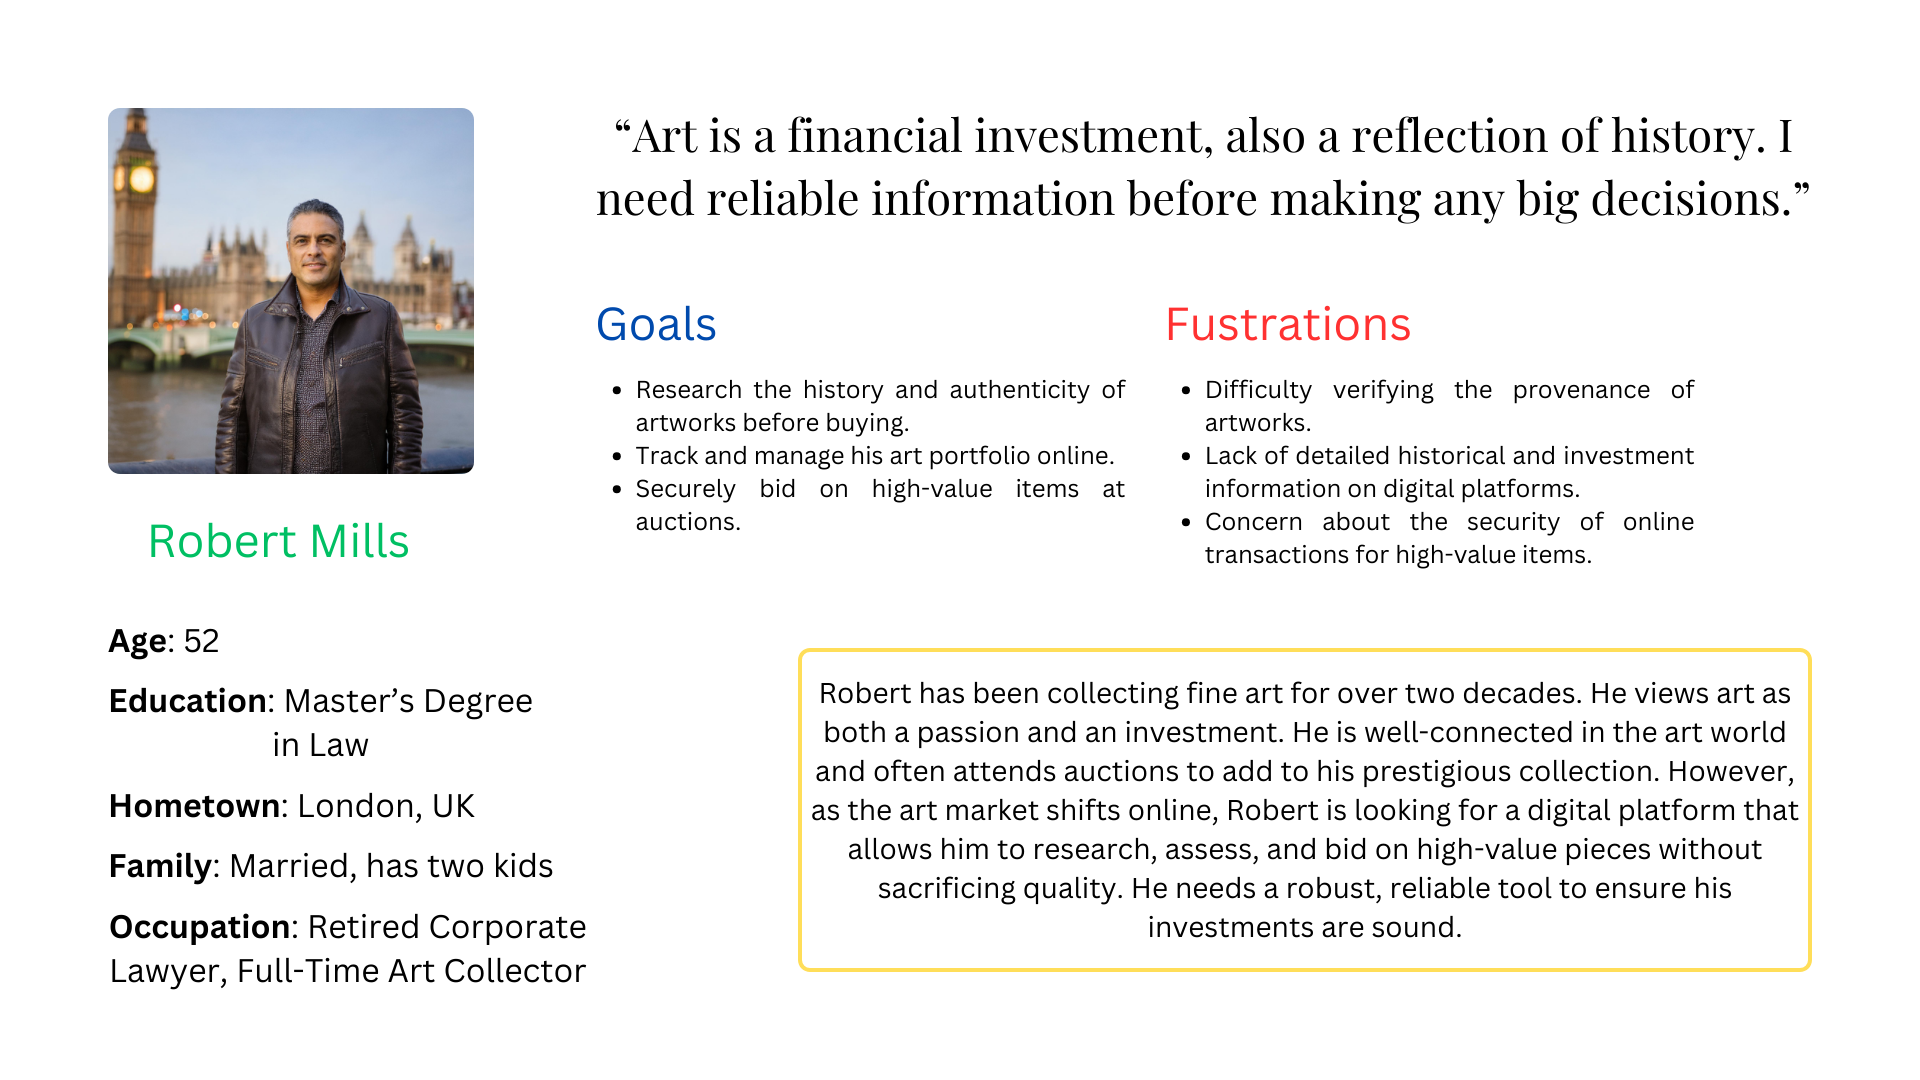 “Art is a financial investment, also a reflection of history. I
need reliable information before making any big decisions.”
Robert Mills
Age: 52
Education: Master’s Degree
in Law
Hometown: London, UK
Family: Married, has two kids
Occupation: Retired Corporate
Lawyer, Full-Time Art Collector
Goals
• Research the history and authenticity of
artworks before buying.
• Track and manage his art portfolio online.
• Securely bid on high-value items at
auctions.
Fustrations
• Difficulty verifying the provenance of
artworks.
• Lack of detailed historical and investment
information on digital platforms.
• Concern about the security of online
transactions for high-value items.
Robert has been collecting fine art for over two decades. He views art as
both a passion and an investment. He is well-connected in the art world
and often attends auctions to add to his prestigious collection. However,
as the art market shifts online, Robert is looking for a digital platform that
allows him to research, assess, and bid on high-value pieces without
sacrificing quality. He needs a robust, reliable tool to ensure his
investments are sound.